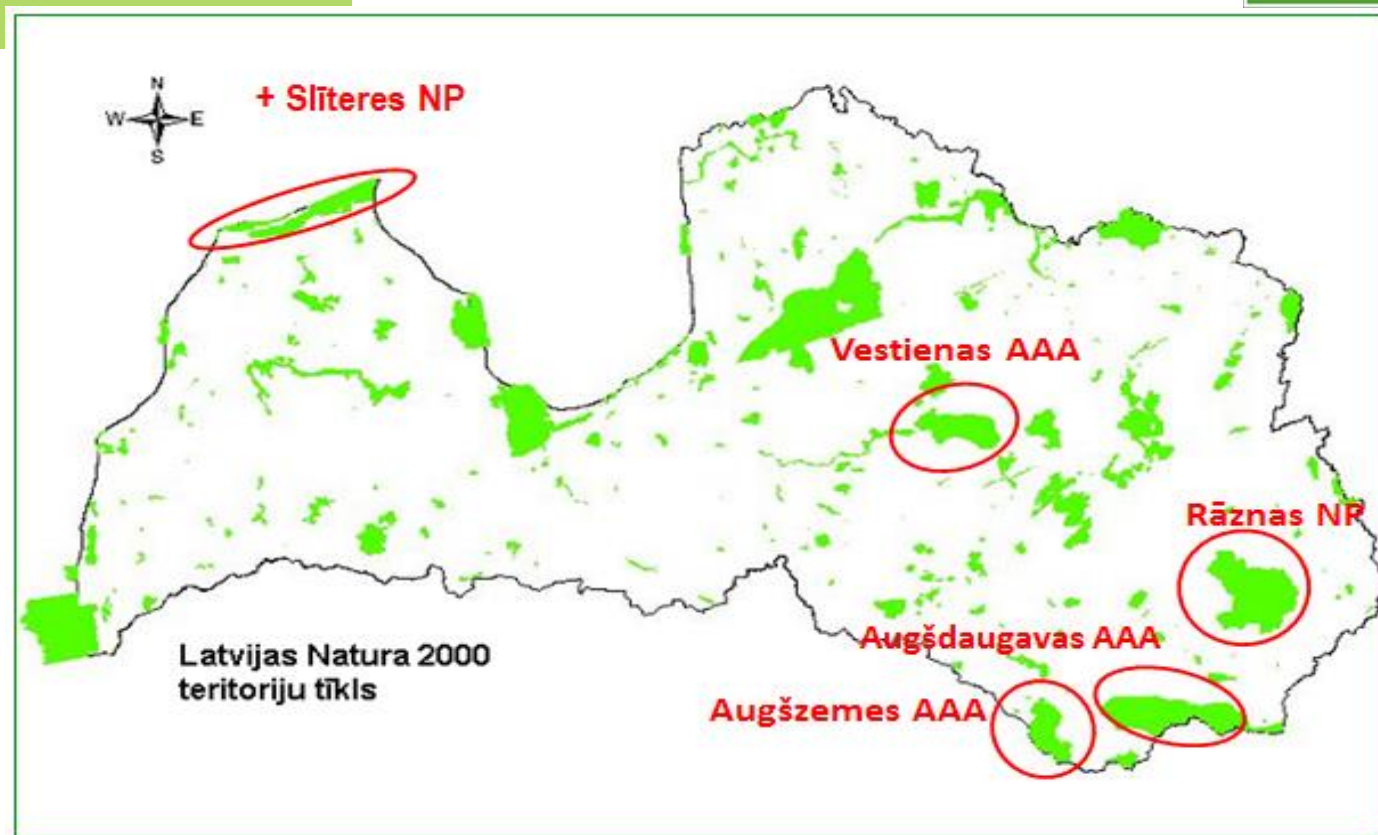 + Slīteres NP
N
W E
S
Vestienas AAA
Rāznas NP
Augšdaugavas AAA
Augšzemes AAA
Latvijas Natura 2000
teritoriju tīkls